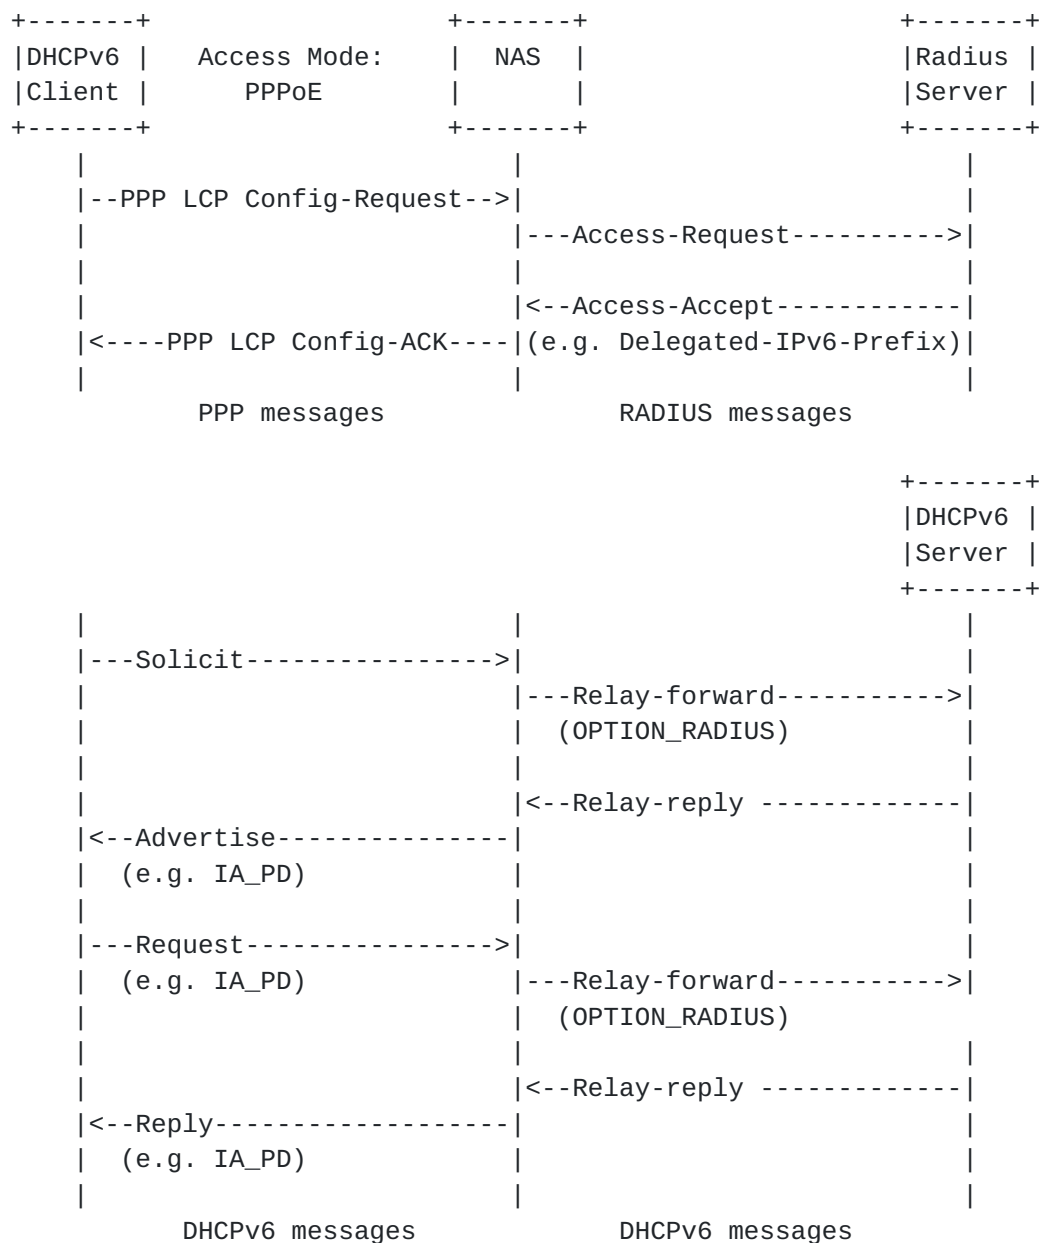 +-------+                   +-------+                    +-------+
|DHCPv6 |   Access Mode:    |  NAS  |                    |Radius |
|Client |      PPPoE        |       |                    |Server |
+-------+                   +-------+                    +-------+
    |                           |                            |
    |--PPP LCP Config-Request-->|                            |
    |                           |---Access-Request---------->|
    |                           |                            |
    |                           |<--Access-Accept------------|
    |<----PPP LCP Config-ACK----|(e.g. Delegated-IPv6-Prefix)|
    |                           |                            |
           PPP messages               RADIUS messages

                                                         +-------+
                                                         |DHCPv6 |
                                                         |Server |
                                                         +-------+
    |                           |                            |
    |---Solicit---------------->|                            |
    |                           |---Relay-forward----------->|
    |                           |  (OPTION_RADIUS)           |
    |                           |                            |
    |                           |<--Relay-reply -------------|
    |<--Advertise---------------|                            |
    |  (e.g. IA_PD)             |                            |
    |                           |                            |
    |---Request---------------->|                            |
    |  (e.g. IA_PD)             |---Relay-forward----------->|
    |                           |  (OPTION_RADIUS)
    |                           |                            |
    |                           |<--Relay-reply -------------|
    |<--Reply-------------------|                            |
    |  (e.g. IA_PD)             |                            |
    |                           |                            |
          DHCPv6 messages             DHCPv6 messages